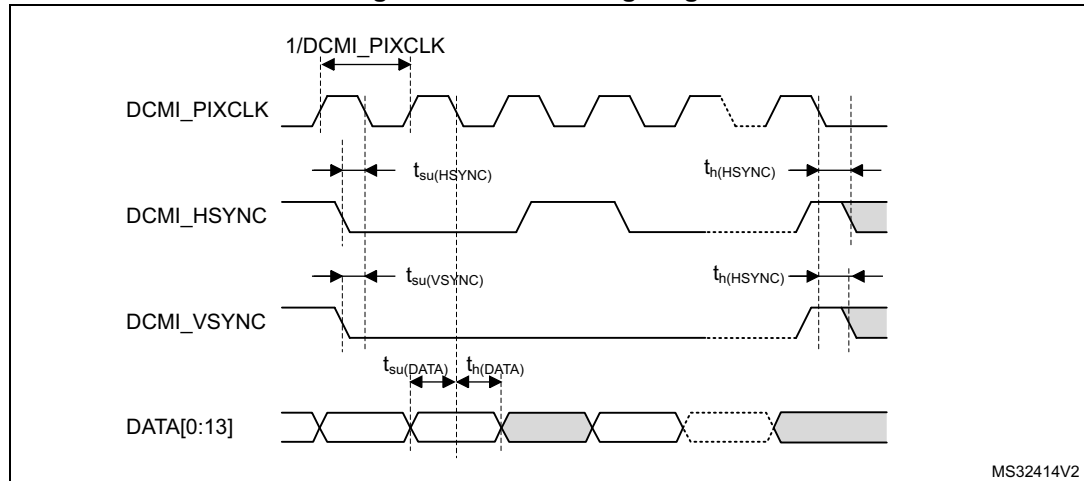 1/DCMI_PIXCLK
DCMI_PIXCLK
tsu(HSYNC)
th(HSYNC)
DCMI_HSYNC
tsu(VSYNC)
th(HSYNC)
DCMI_VSYNC
tsu(DATA)
th(DATA)
DATA[0:13]
MS32414V2